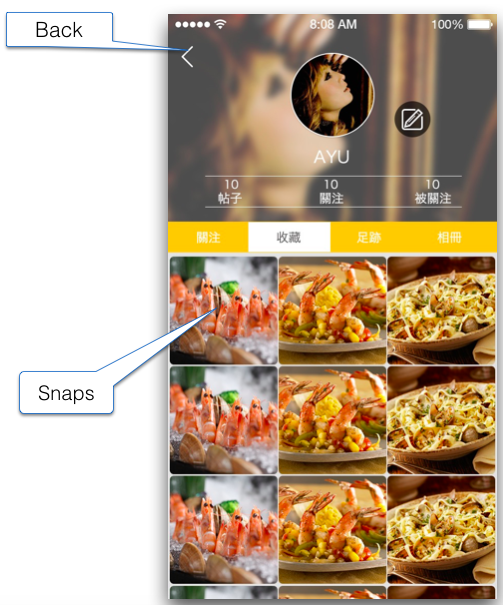 Back
8:08 AM
100%
AYU
10 10 10
帖子 關注 被關注
關注 收藏 足跡 相冊
Snaps